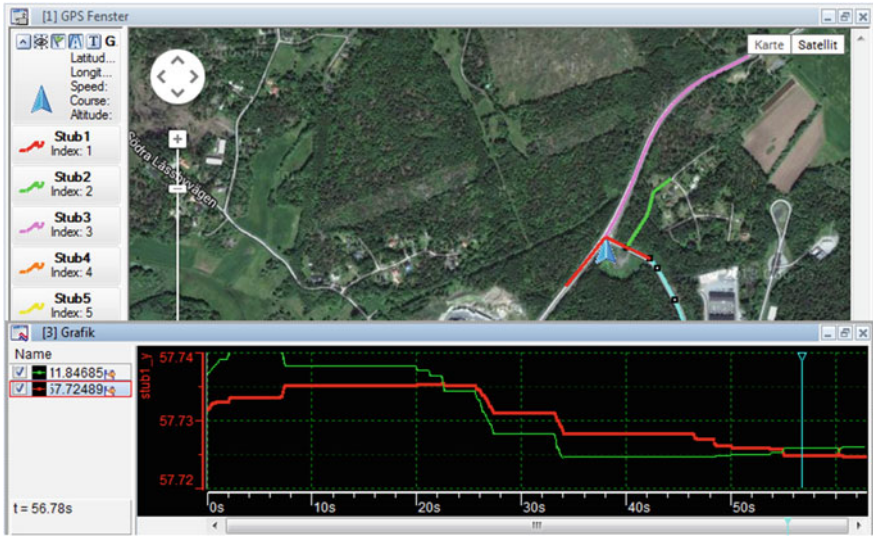 [1] GPS Fenster
T G
Latitud...
Longit...
Speed:
Course:
Altitude:
Stub1
Index: 1
Stub2
Index: 2
Stub3
Index: 3
Stub4
Index: 4
Stub5
Index: 5
Karte
Satellit
Södra Låssbyvägen
[3] Grafik
Name
11.84685
57.72489
t = 56.78s
stub1_y
57.74
57.73
57.72
0s 10s 20s 30s 40s 50s